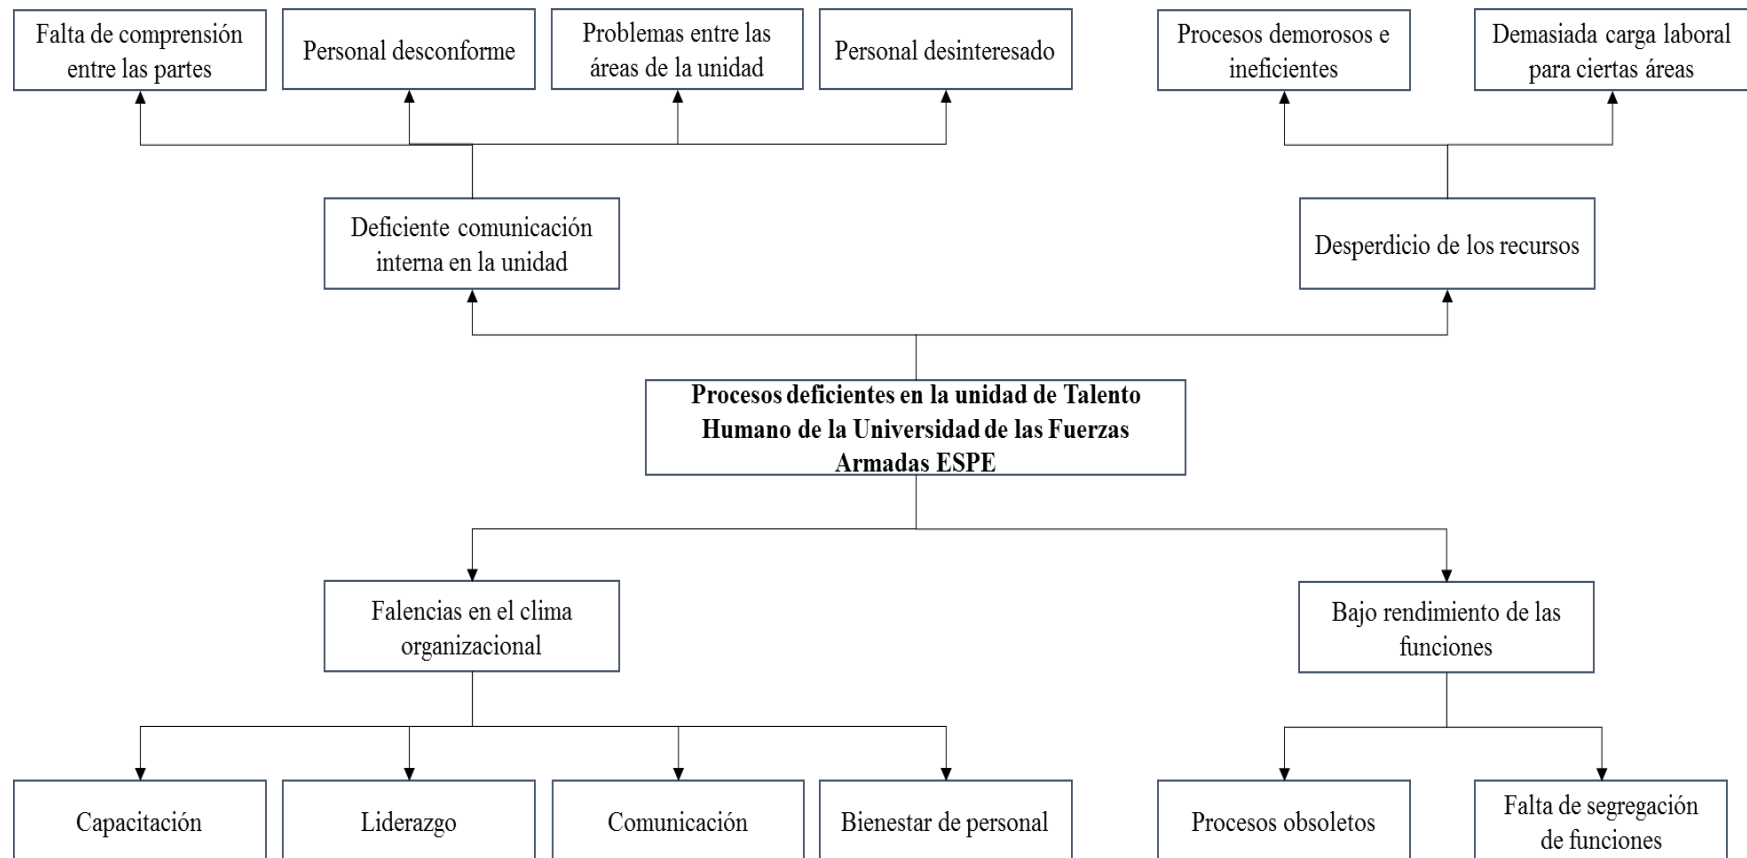 Falta de comprensión
entre las partes
Personal desconforme
Problemas entre las
áreas de la unidad
Personal desinteresado
Procesos demorosos e
ineficientes
Demasiada carga laboral
para ciertas áreas
Deficiente comunicación
interna en la unidad
Desperdicio de los recursos
Procesos deficientes en la unidad de Talento
Humano de la Universidad de las Fuerzas
Armadas ESPE
Falencias en el clima
organizacional
Bajo rendimiento de las
funciones
Capacitación
Liderazgo
Comunicación
Bienestar de personal
Procesos obsoletos
Falta de segregación
de funciones